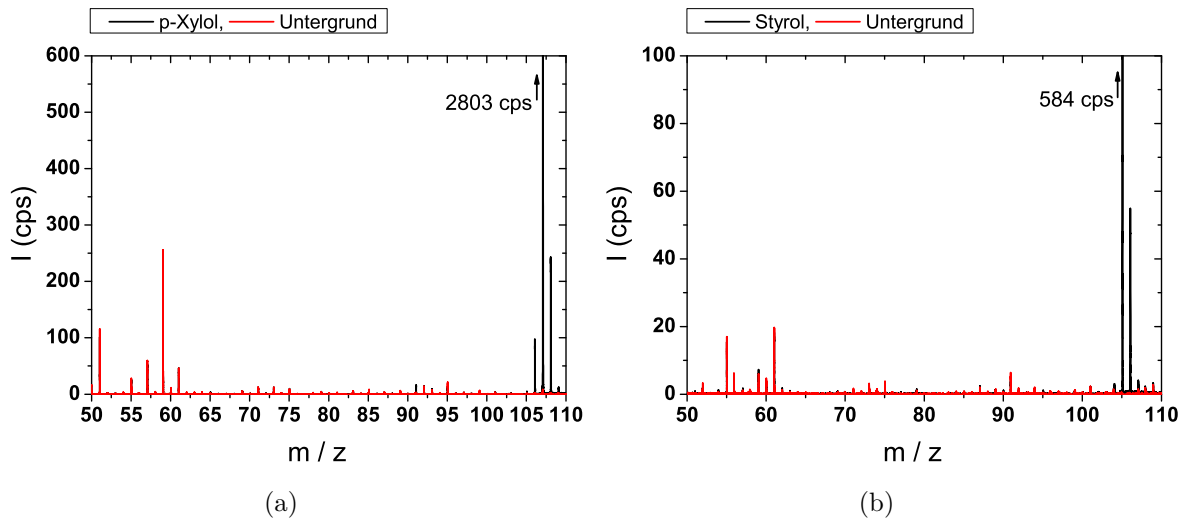 p-Xylol, Untergrund
600
500
400
300
200
100
0
I (cps)
2803 cps
50 55 60 65 70 75 80 85 90 95 100 105 110
m / z
(a)
Styrol, Untergrund
100
80
60
40
20
0
I (cps)
584 cps
50 60 70 80 90 100 110
m / z
(b)